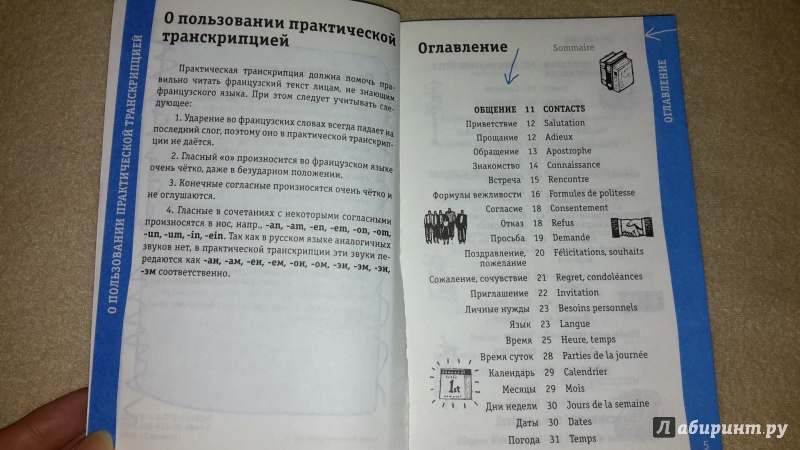 О ПОЛЬЗОВАНИИ ПРАКТИЧЕСКОЙ ТРАНСКРИПЦИЕЙ
О пользовании практической
транскрипцией
Практическая транскрипция должна помочь пра-
вильно читать французский текст лицам, не знающим
французского языка. При этом следует учитывать сле-
дующее:
1. Ударение во французских словах всегда падает на
последний слог, поэтому оно в практической транскрип-
ции не даётся.
2. Гласный «о» произносится во французском языке
очень чётко, даже в безударном положении.
3. Конечные согласные произносятся очень чётко и
не оглушаются.
4. Гласные в сочетаниях с некоторыми согласными
произносятся в нос, напр., -an, -am, -en, -em, -on, -om,
-un, -um, -in, -ein. Так как в русском языке аналогичных
звуков нет, в практической транскрипции эти звуки пе-
редаются как -ан, -ам, -ен, -ем, -он, -ом, -эн, -эм, -эн,
-эм соответственно.
Оглавление Sommaire
ОГЛАВЛЕНИЕ
ОБЩЕНИЕ 11 CONTACTS
Приветствие 12 Salutation
Прощание 12 Adieux
Обращение 13 Apostrophe
Знакомство 14 Connaissance
Встреча 15 Rencontre
Формулы вежливости 16 Formules de politesse
Согласие 18 Consentement
Отказ 18 Refus
Просьба 19 Demande
Поздравление, 20 Félicitations, souhaits
пожелание
Сожаление, сочувствие 21 Regret, condoléances
Приглашение 22 Invitation
Личные нужды 23 Besoins personnels
Язык 23 Langue
Время 25 Heure, temps
Время суток 28 Parties de la journée
Календарь 29 Calendrier
Месяцы 29 Mois
Дни недели 30 Jours de la semaine
Даты 30 Dates
Погода 31 Temps
1st
5
Лабиринт.ру